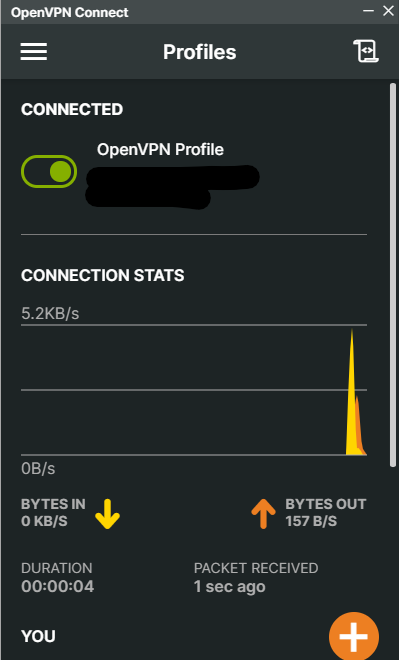 OpenVPN Connect
Profiles
CONNECTED
OpenVPN Profile
CONNECTION STATS
5.2KB/s
0B/s
BYTES IN
0 KB/S
BYTES OUT
157 B/S
DURATION
00:00:04
PACKET RECEIVED
1 sec ago
YOU